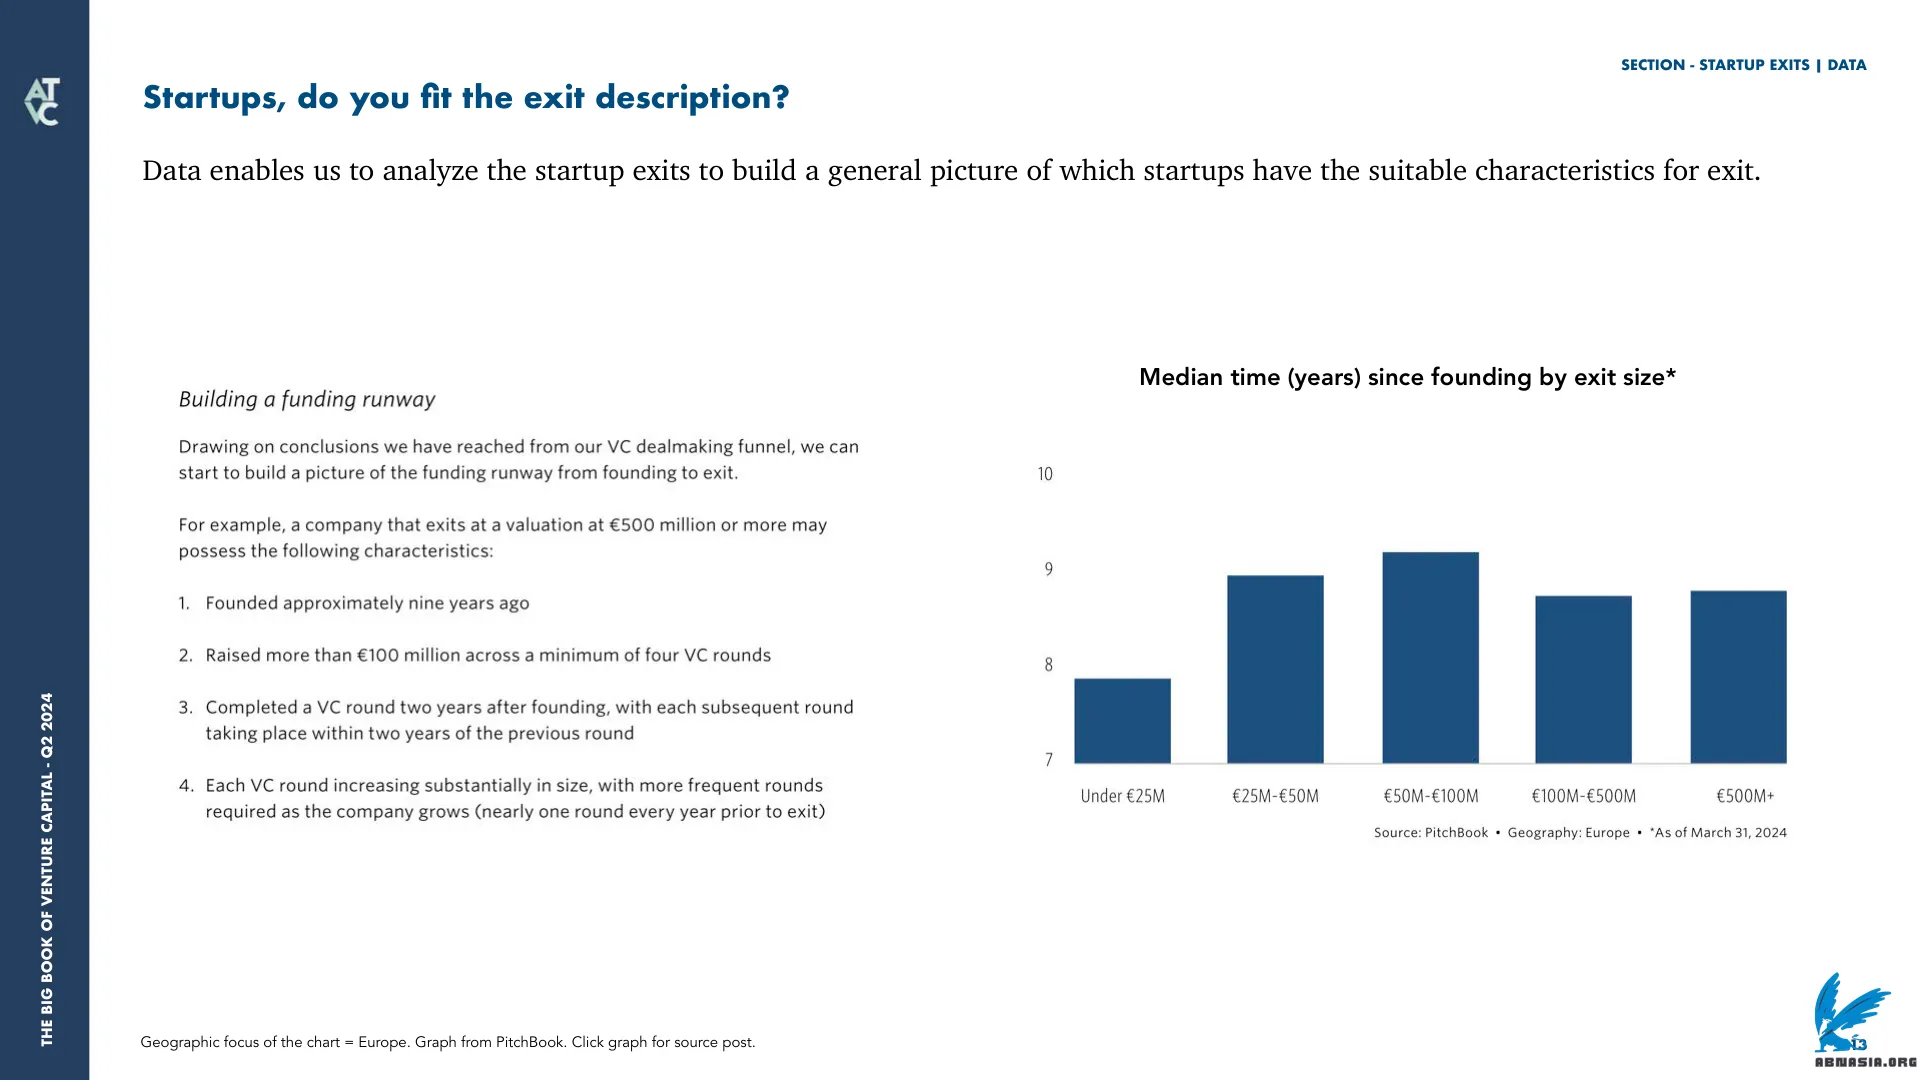 AT
VC
THE BIG BOOK OF VENTURE CAPITAL - Q2 2024
SECTION - STARTUP EXITS | DATA
Startups, do you fit the exit description?
Data enables us to analyze the startup exits to build a general picture of which startups have the suitable characteristics for exit.
Building a funding runway
Drawing on conclusions we have reached from our VC dealmaking funnel, we can
start to build a picture of the funding runway from founding to exit.
For example, a company that exits at a valuation at €500 million or more may
possess the following characteristics:
1. Founded approximately nine years ago
2. Raised more than €100 million across a minimum of four VC rounds
3. Completed a VC round two years after founding, with each subsequent round
taking place within two years of the previous round
4. Each VC round increasing substantially in size, with more frequent rounds
required as the company grows (nearly one round every year prior to exit)
Median time (years) since founding by exit size*
10
9
8
7
Under €25M €25M-€50M €50M-€100M €100M-€500M €500M+
Source: PitchBook • Geography: Europe • *As of March 31, 2024
Geographic focus of the chart = Europe. Graph from PitchBook. Click graph for source post.
13
ABNASIA.ORG